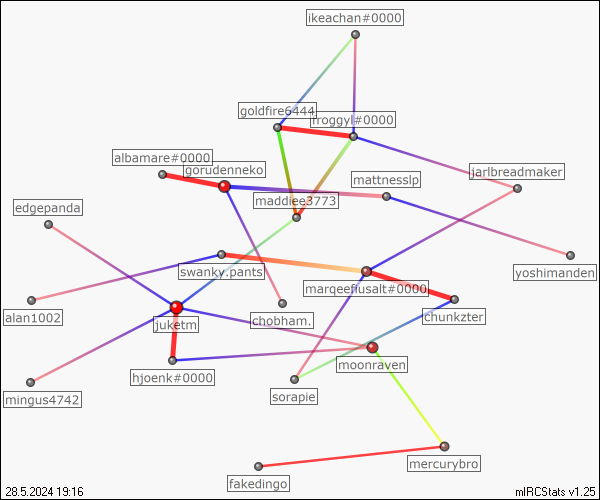 ikeachan#0000
goldfire6444
froggyl#0000
albamare#0000
gorudenneko
jarlbreadmaker
mattnesslp
maddiee3773
edgepanda
swanky.pants
yoshimanden
marqeefiusalt#0000
alan1002
chobham.
chunkzter
juketm
moonraven
hjoenk#0000
mingus4742
sorapie
mercurybro
fakedingo
28.5.2024 19:16
mIRCStats v1.25